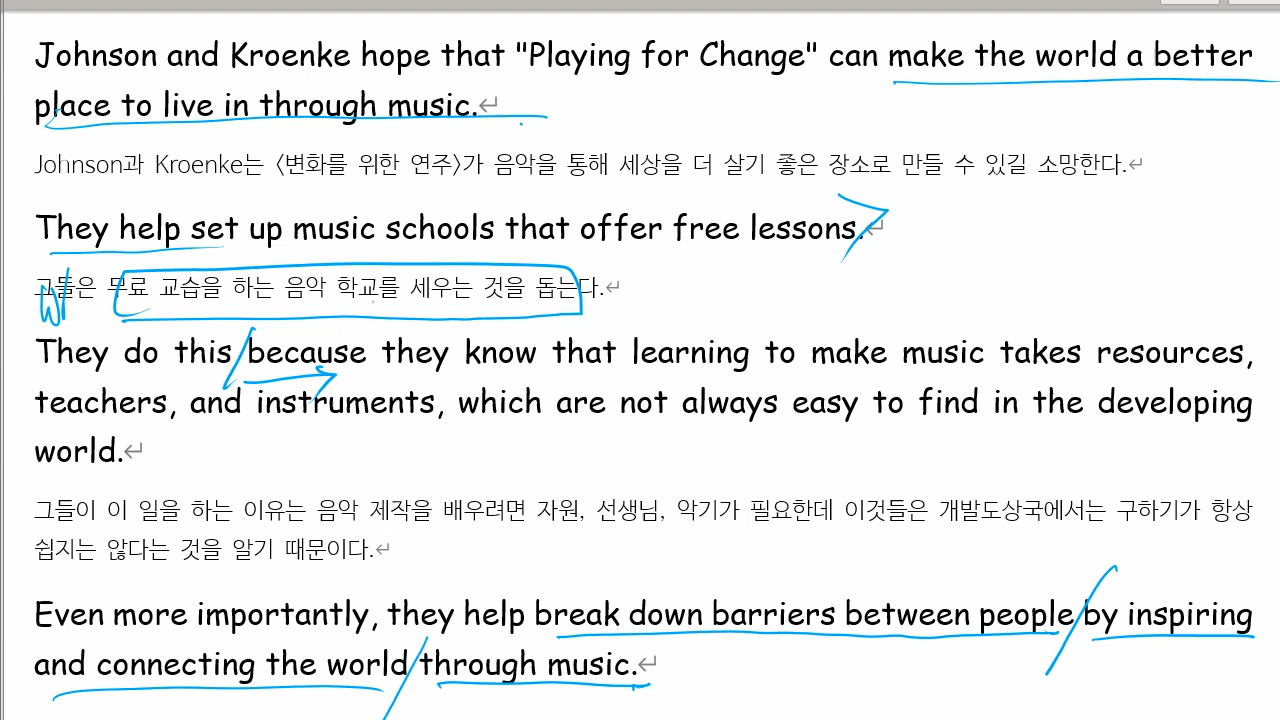 Johnson and Kroenke hope that "Playing for Change" can make the world a better
place to live in through music.↵
Johnson과 Kroenke는 〈변화를 위한 연주〉가 음악을 통해 세상을 더 살기 좋은 장소로 만들 수 있길 소망한다.↵
They help set up music schools that offer free lessons.↵
그들은 무료 교습을 하는 음악 학교를 세우는 것을 돕는다.↵
They do this because they know that learning to make music takes resources,
teachers, and instruments, which are not always easy to find in the developing
world.↵
그들이 이 일을 하는 이유는 음악 제작을 배우려면 자원, 선생님, 악기가 필요한데 이것들은 개발도상국에서는 구하기가 항상
쉽지는 않다는 것을 알기 때문이다.↵
Even more importantly, they help break down barriers between people by inspiring
and connecting the world through music.↵